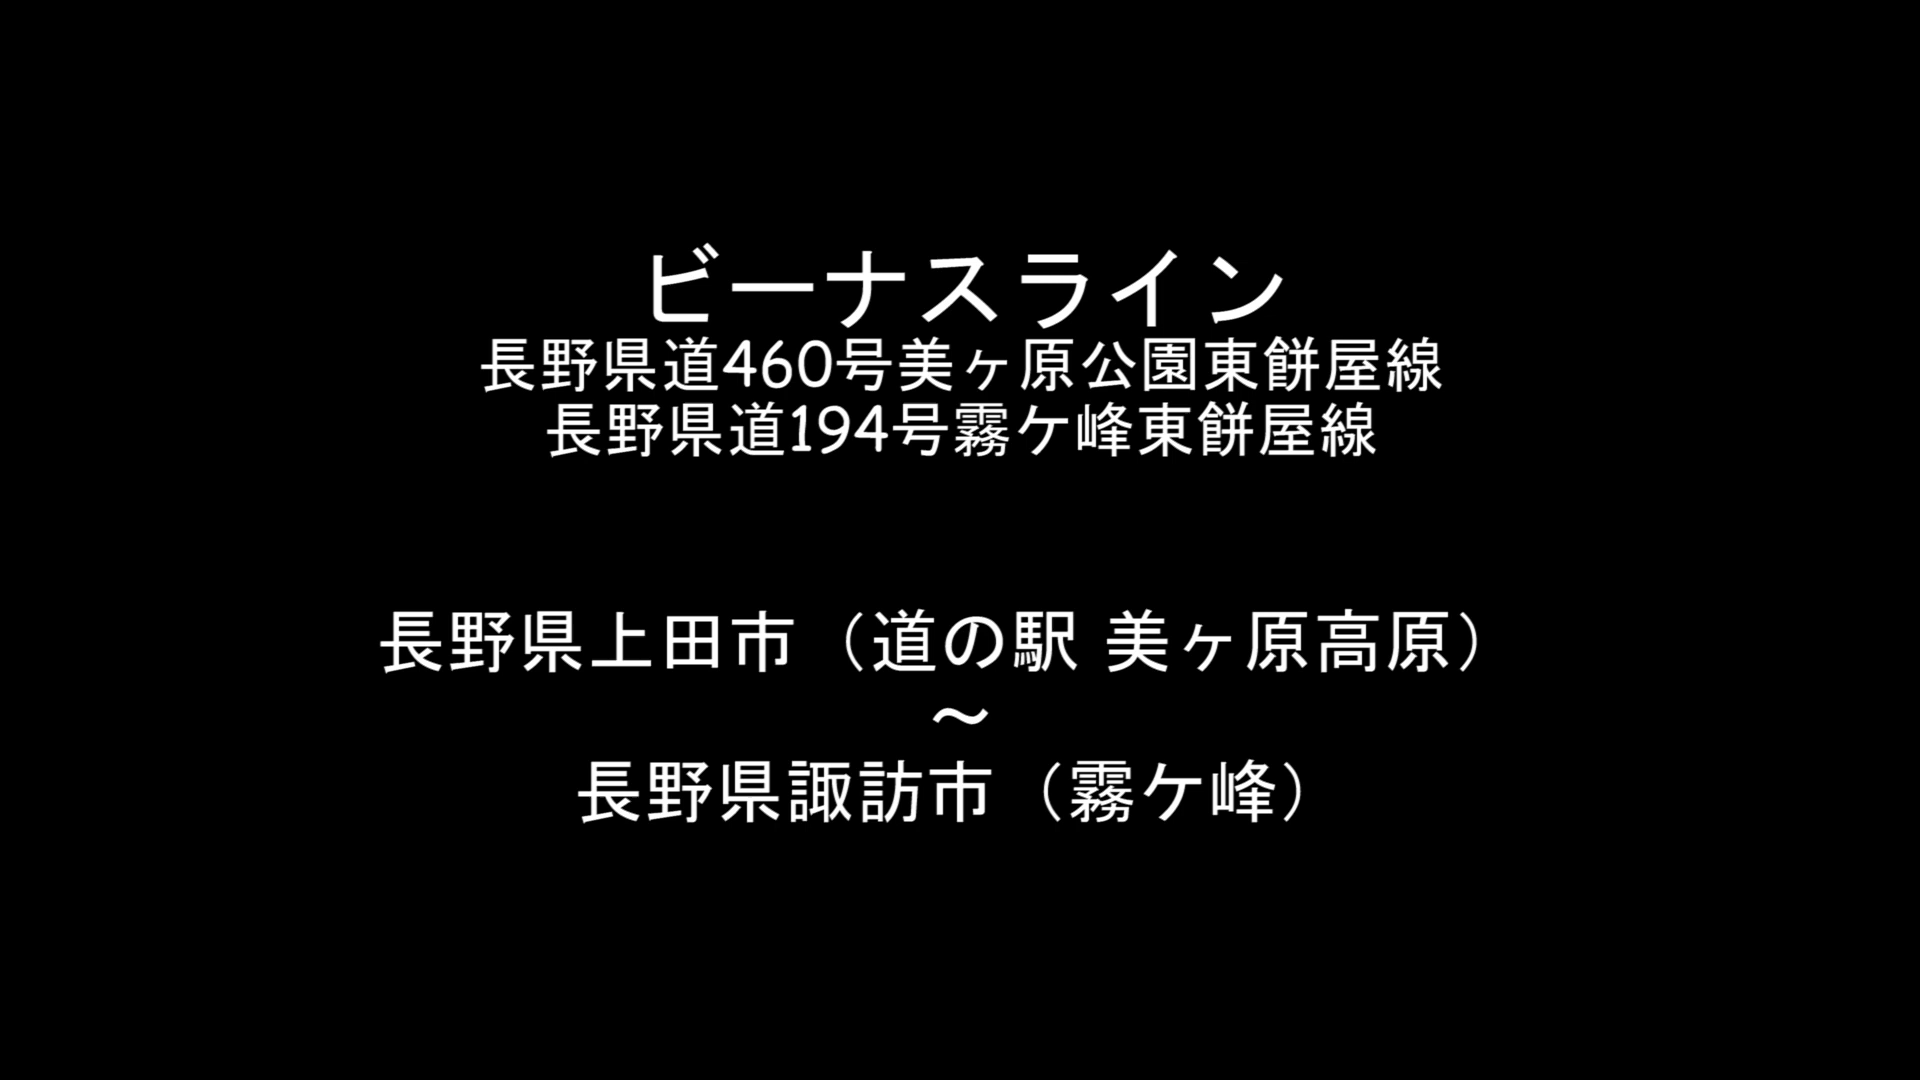 ビーナスライン
長野県道460号美ヶ原公園東餅屋線
長野県道194号霧ケ峰東餅屋線
長野県上田市（道の駅 美ヶ原高原）
～
長野県諏訪市（霧ケ峰）